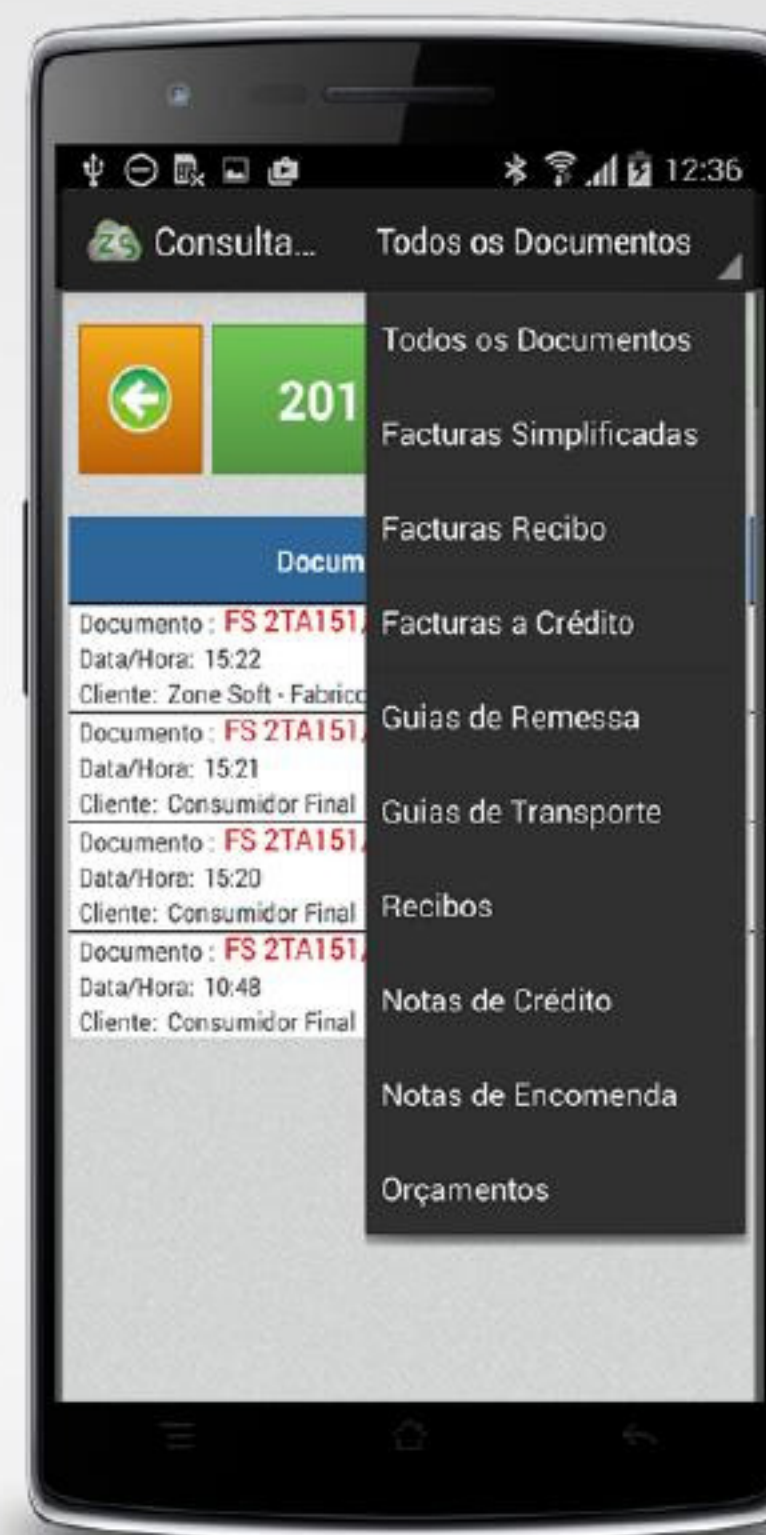 12:36
ZS Consulta... Todos os Documentos
Todos os Documentos
201
Facturas Simplificadas
Facturas Recibo
Docum
Facturas a Crédito
Documento : FS 2TA151
Data/Hora: 15:22
Cliente: Zone Soft - Fabric
Guias de Remessa
Documento : FS 2TA151
Data/Hora: 15:21
Cliente: Consumidor Final
Guias de Transporte
Documento : FS 2TA151
Data/Hora: 15:20
Cliente: Consumidor Final
Recibos
Documento : FS 2TA151
Data/Hora: 10:48
Cliente: Consumidor Final
Notas de Crédito
Notas de Encomenda
Orçamentos